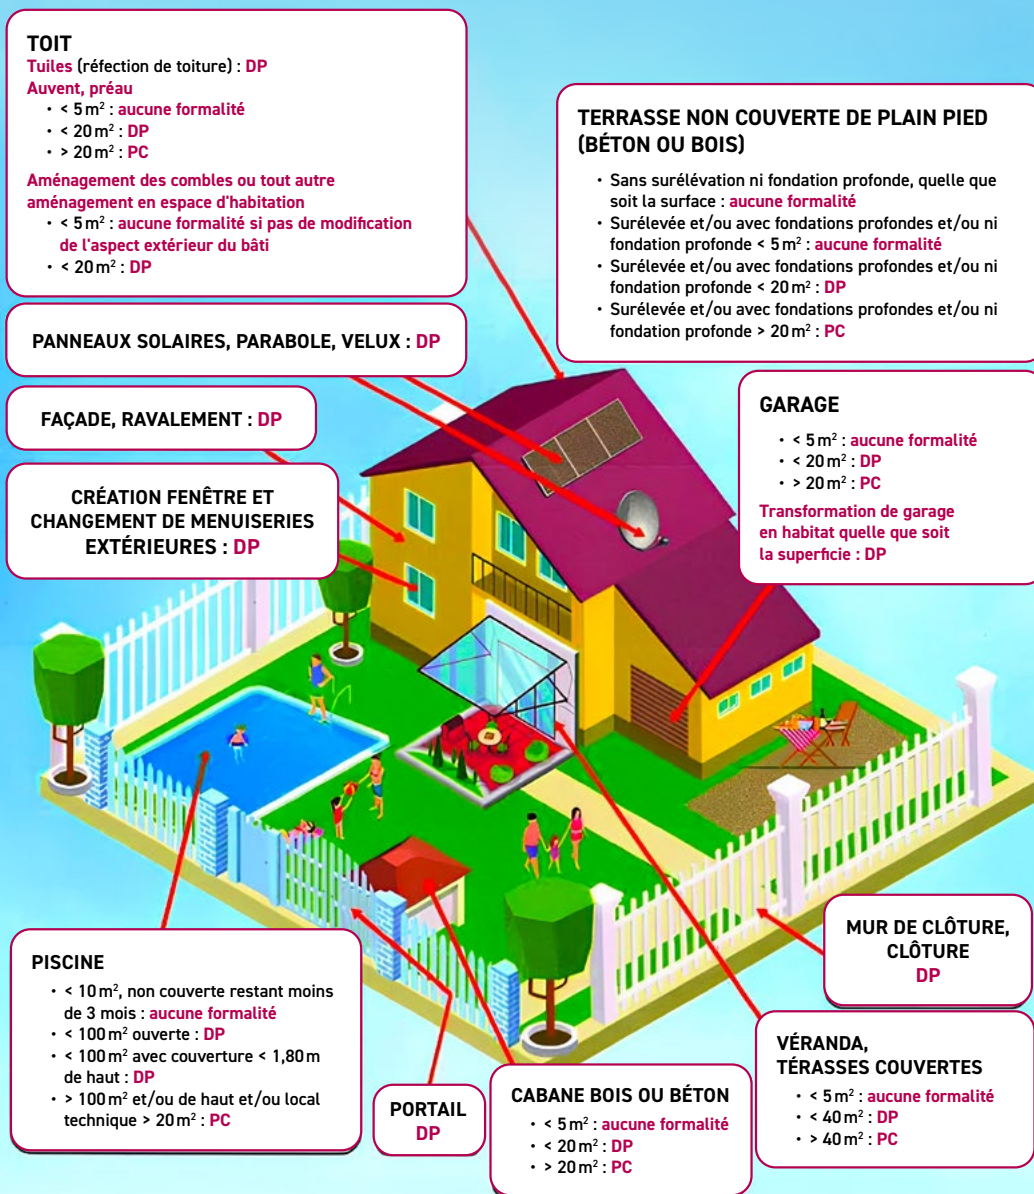 TOIT
Tuiles (réfection de toiture) : DP
Auvent, préau
• < 5 m² : aucune formalité
• < 20 m² : DP
• > 20 m² : PC
Aménagement des combles ou tout autre
aménagement en espace d'habitation
• < 5 m² : aucune formalité si pas de modification
de l'aspect extérieur du bâti
• < 20 m² : DP
TERRASSE NON COUVERTE DE PLAIN PIED
(BÉTON OU BOIS)
• Sans surélévation ni fondation profonde, quelle que
soit la surface : aucune formalité
• Surélevée et/ou avec fondations profondes et/ou ni
fondation profonde < 5 m² : aucune formalité
• Surélevée et/ou avec fondations profondes et/ou ni
fondation profonde < 20 m² : DP
• Surélevée et/ou avec fondations profondes et/ou ni
fondation profonde > 20 m² : PC
PANNEAUX SOLAIRES, PARABOLE, VELUX : DP
FAÇADE, RAVALEMENT : DP
CRÉATION FENÊTRE ET
CHANGEMENT DE MENUISERIES
EXTÉRIEURES : DP
GARAGE
• < 5 m² : aucune formalité
• < 20 m² : DP
• > 20 m² : PC
Transformation de garage
en habitat quelle que soit
la superficie : DP
PISCINE
• < 10 m², non couverte restant moins
de 3 mois : aucune formalité
• < 100 m² ouverte : DP
• < 100 m² avec couverture < 1,80 m
de haut : DP
• > 100 m² et/ou de haut et/ou local
technique > 20 m² : PC
PORTAIL
DP
CABANE BOIS OU BÉTON
• < 5 m² : aucune formalité
• < 20 m² : DP
• > 20 m² : PC
MUR DE CLÔTURE,
CLÔTURE
DP
VÉRANDA,
TÉRASSES COUVERTES
• < 5 m² : aucune formalité
• < 40 m² : DP
• > 40 m² : PC